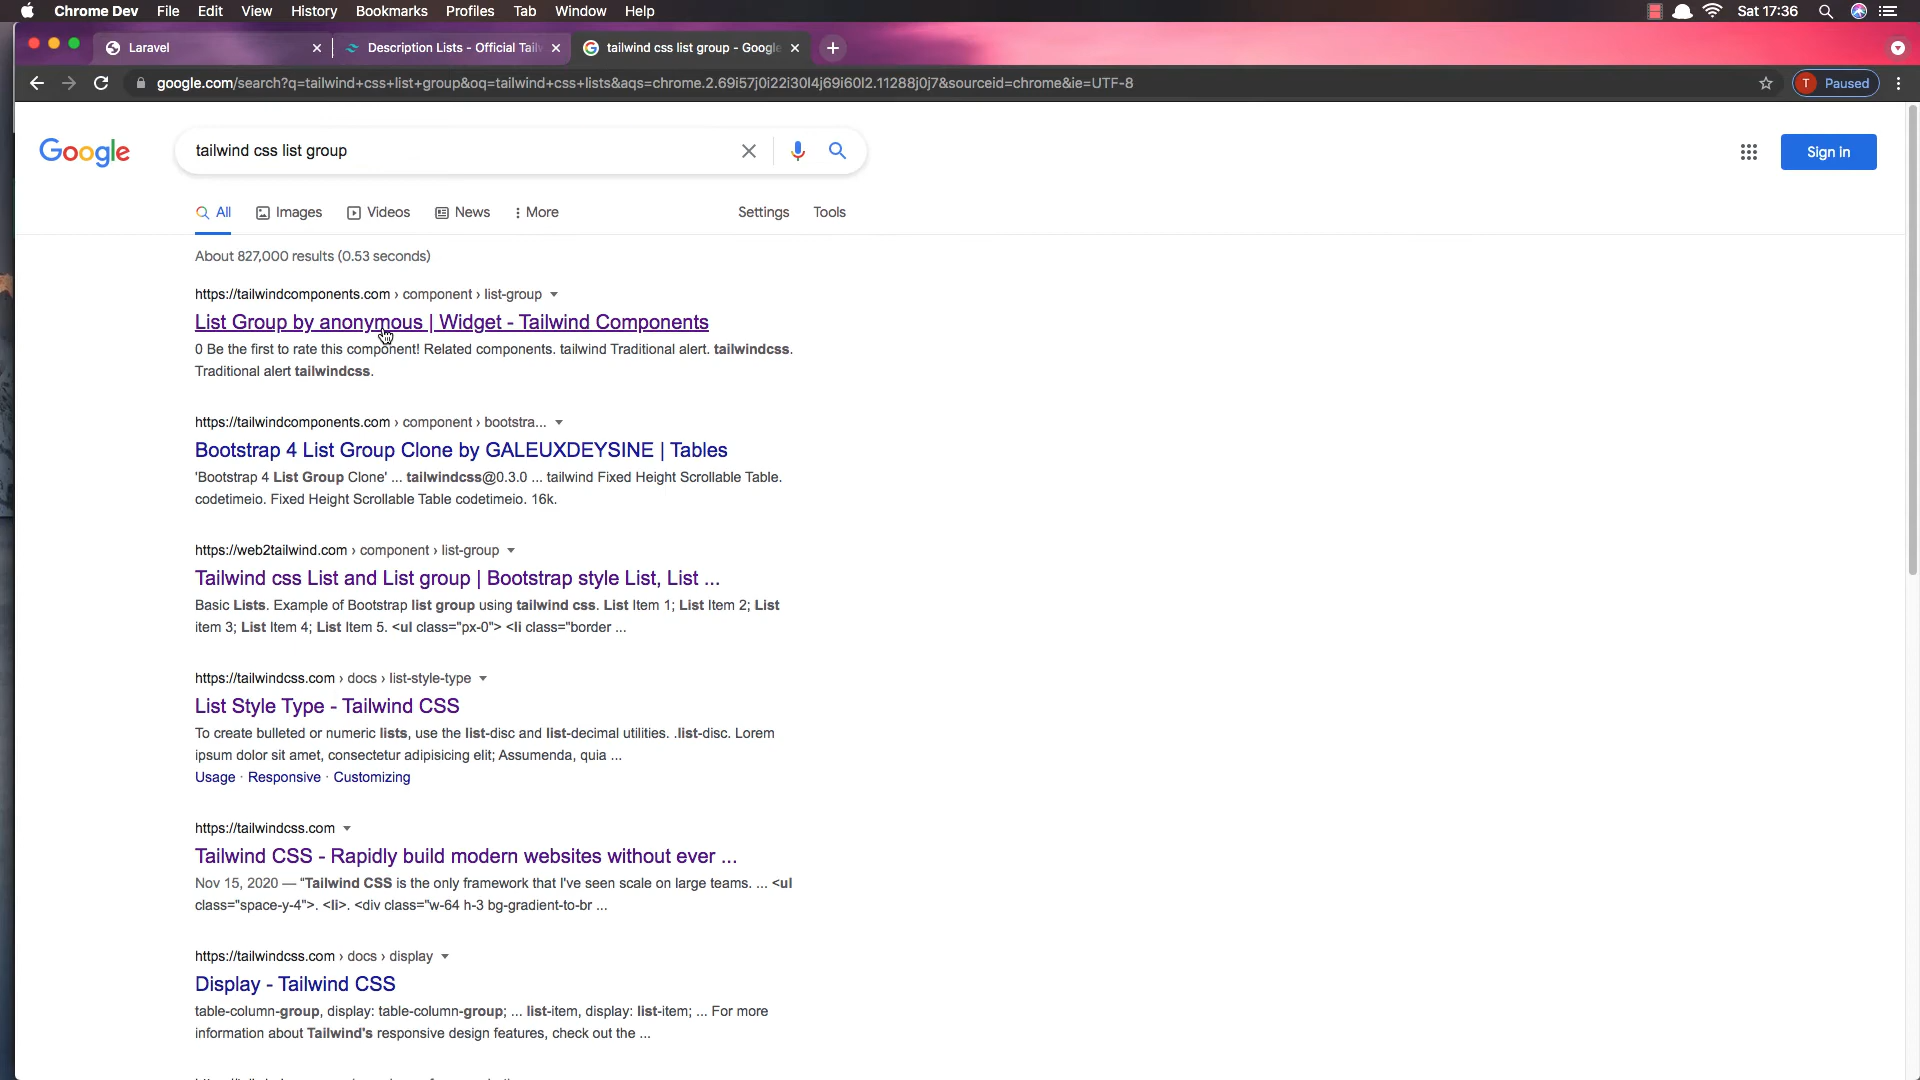 Chrome Dev File Edit View History Bookmarks Profiles Tab Window Help Sat 17:36
Laravel Description Lists - Official Tail tailwind css list group - Google
google.com/search?q=tailwind+css+list+group&oq=tailwind+css+lists&aqs=chrome.2.69i57j0i22i30l4j69i60l2.11288j0j7&sourceid=chrome&ie=UTF-8 T Paused
Google tailwind css list group Sign in
All Images Videos News More Settings Tools
About 827,000 results (0.53 seconds)
https://tailwindcomponents.com › component › list-group
List Group by anonymous | Widget - Tailwind Components
0 Be the first to rate this component! Related components. tailwind Traditional alert. tailwindcss.
Traditional alert tailwindcss.
https://tailwindcomponents.com › component › bootstra...
Bootstrap 4 List Group Clone by GALEUXDEYSINE | Tables
'Bootstrap 4 List Group Clone' ... tailwindcss@0.3.0 ... tailwind Fixed Height Scrollable Table.
codetimeio. Fixed Height Scrollable Table codetimeio. 16k.
https://web2tailwind.com › component › list-group
Tailwind css List and List group | Bootstrap style List, List ...
Basic Lists. Example of Bootstrap list group using tailwind css. List Item 1; List Item 2; List
item 3; List Item 4; List Item 5. <ul class="px-0"> <li class="border ...
https://tailwindcss.com › docs › list-style-type
List Style Type - Tailwind CSS
To create bulleted or numeric lists, use the list-disc and list-decimal utilities. .list-disc. Lorem
ipsum dolor sit amet, consectetur adipisicing elit; Assumenda, quia ...
Usage · Responsive · Customizing
https://tailwindcss.com
Tailwind CSS - Rapidly build modern websites without ever ...
Nov 15, 2020 — "Tailwind CSS is the only framework that I've seen scale on large teams. ... <ul
class="space-y-4">. <li>. <div class="w-64 h-3 bg-gradient-to-br ...
https://tailwindcss.com › docs › display
Display - Tailwind CSS
table-column-group, display: table-column-group; ... list-item, display: list-item; ... For more
information about Tailwind's responsive design features, check out the ...